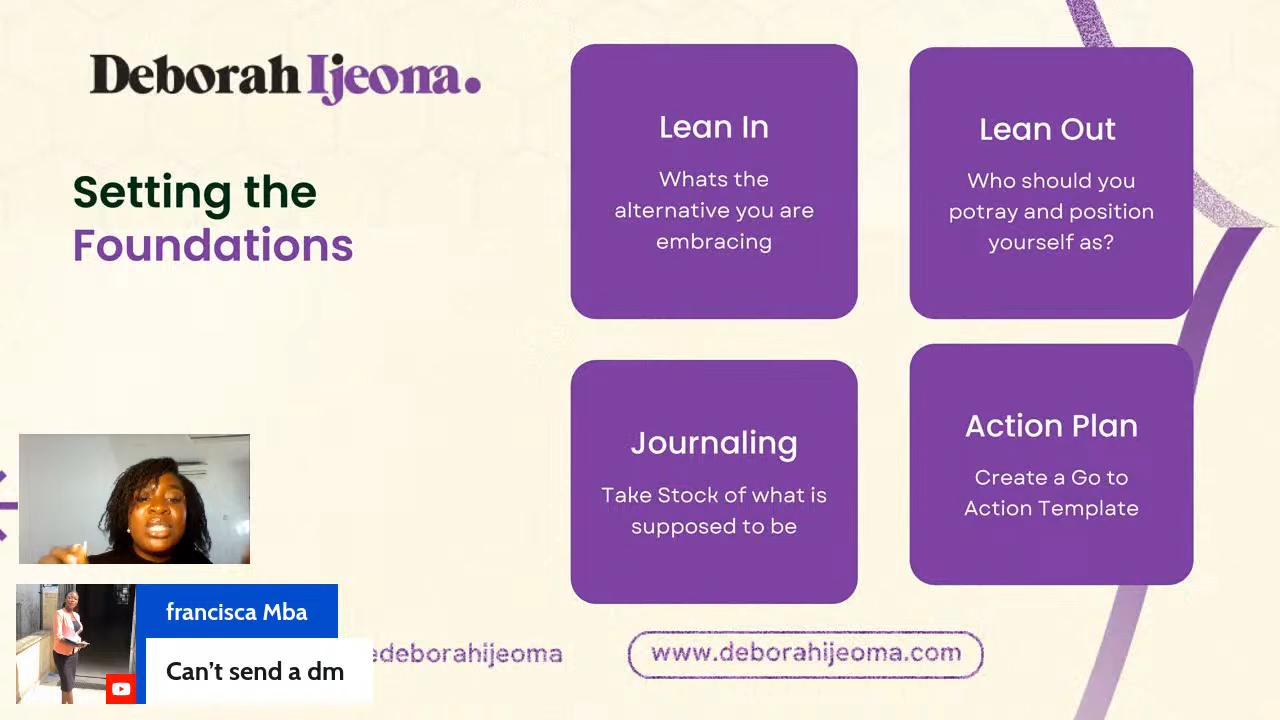 Deborah Ijeona.
Setting the
Foundations
Lean In
Whats the
alternative you are
embracing
Lean Out
Who should you
potray and position
yourself as?
Journaling
Take Stock of what is
supposed to be
Action Plan
Create a Go to
Action Template
francisca Mba
Can’t send a dm
edeborahijeoma
www.deborahijeoma.com